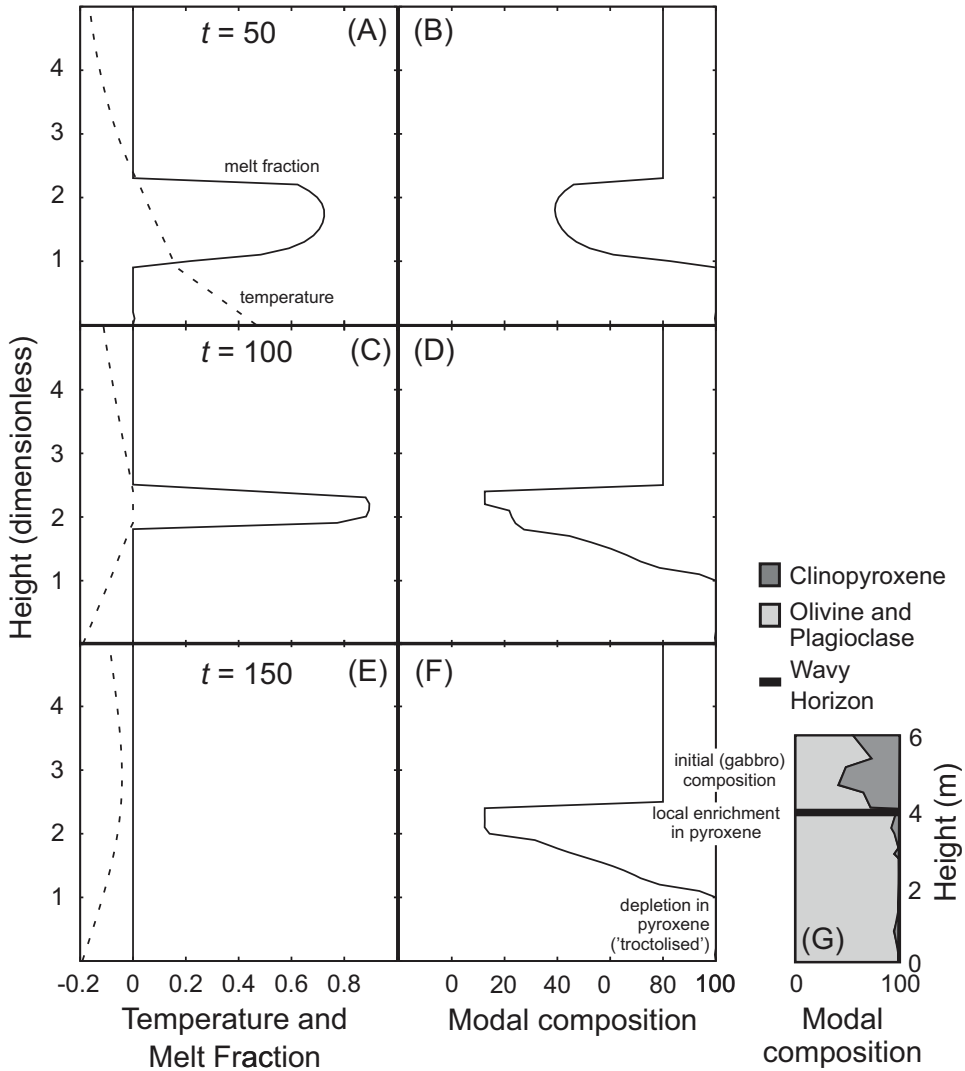 t = 50
(A)
(B)
4
3
2
1
melt fraction
temperature
t = 100
(C)
(D)
4
3
2
1
t = 150
(E)
(F)
4
3
2
1
Height (dimensionless)
-0.2 0 0.2 0.4 0.6 0.8
Temperature and
Melt Fraction
0 20 40 0 80 100
Modal composition
depletion in
pyroxene
('troctolised')
Clinopyroxene
Olivine and
Plagioclase
Wavy
Horizon
initial (gabbro)
composition
local enrichment
in pyroxene
(G)
6
4
2
0
Height (m)
0 100
Modal
composition